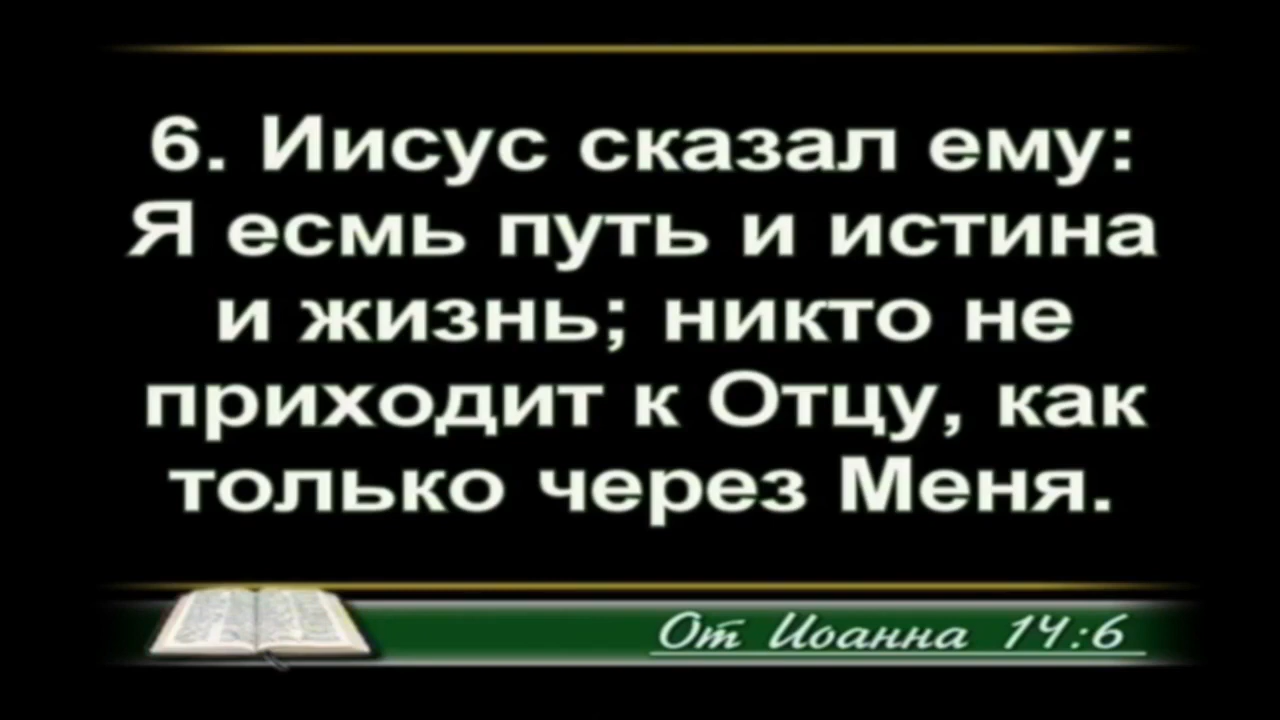 6. Иисус сказал ему:
Я есмь путь и истина
и жизнь; никто не
приходит к Отцу, как
только через Меня.
От Иоанна 14:6